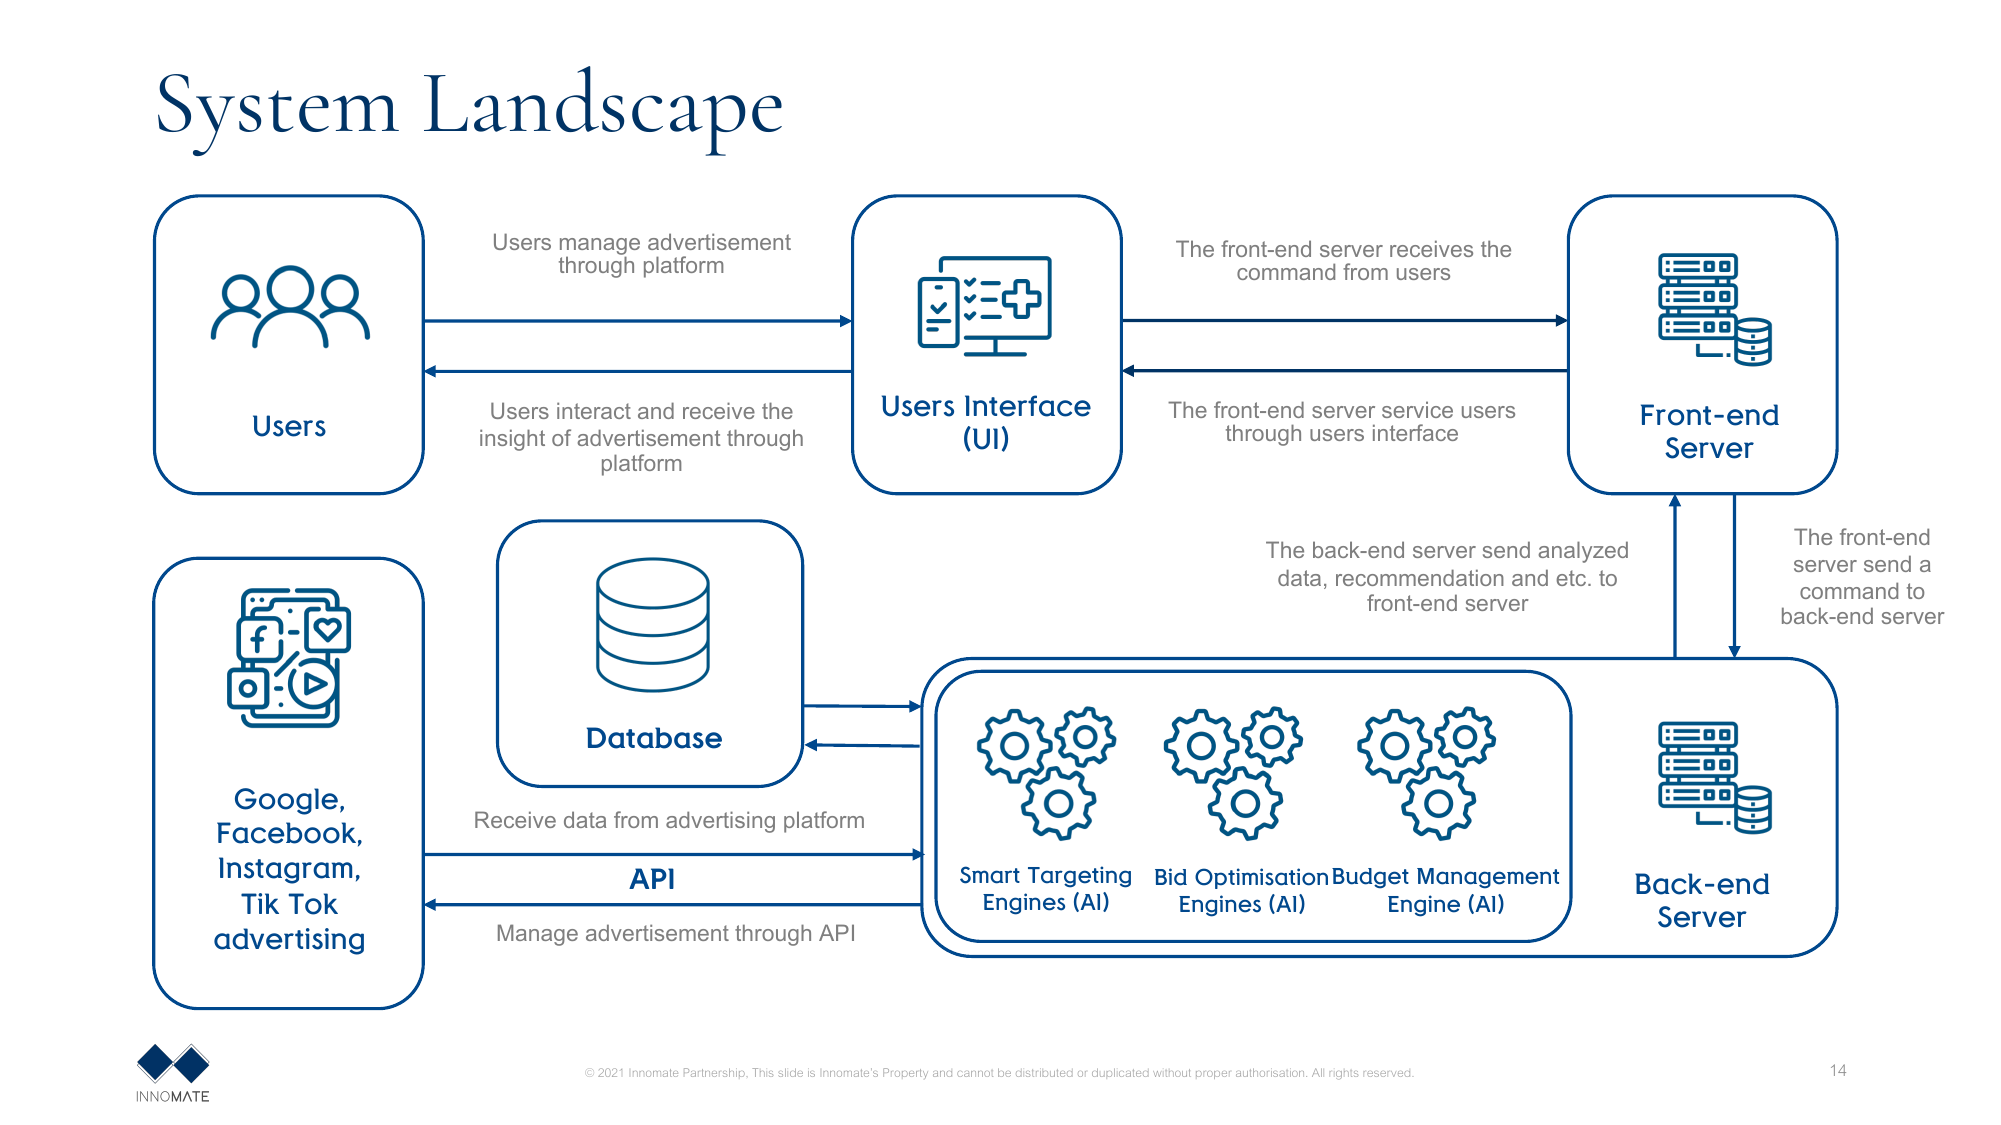 System Landscape
Users manage advertisement
through platform
The front-end server receives the
command from users
Users
Users interact and receive the
insight of advertisement through
platform
Users Interface
(UI)
The front-end server service users
through users interface
Front-end
Server
The back-end server send analyzed
data, recommendation and etc. to
front-end server
The front-end
server send a
command to
back-end server
Database
Google,
Facebook,
Instagram,
Tik Tok
advertising
Receive data from advertising platform
API
Manage advertisement through API
Smart Targeting
Engines (AI)
Bid Optimisation
Engines (AI)
Budget Management
Engine (AI)
Back-end
Server
INNOMATE
© 2021 Innomate Partnership, This slide is Innomate's Property and cannot be distributed or duplicated without proper authorisation. All rights reserved.
14